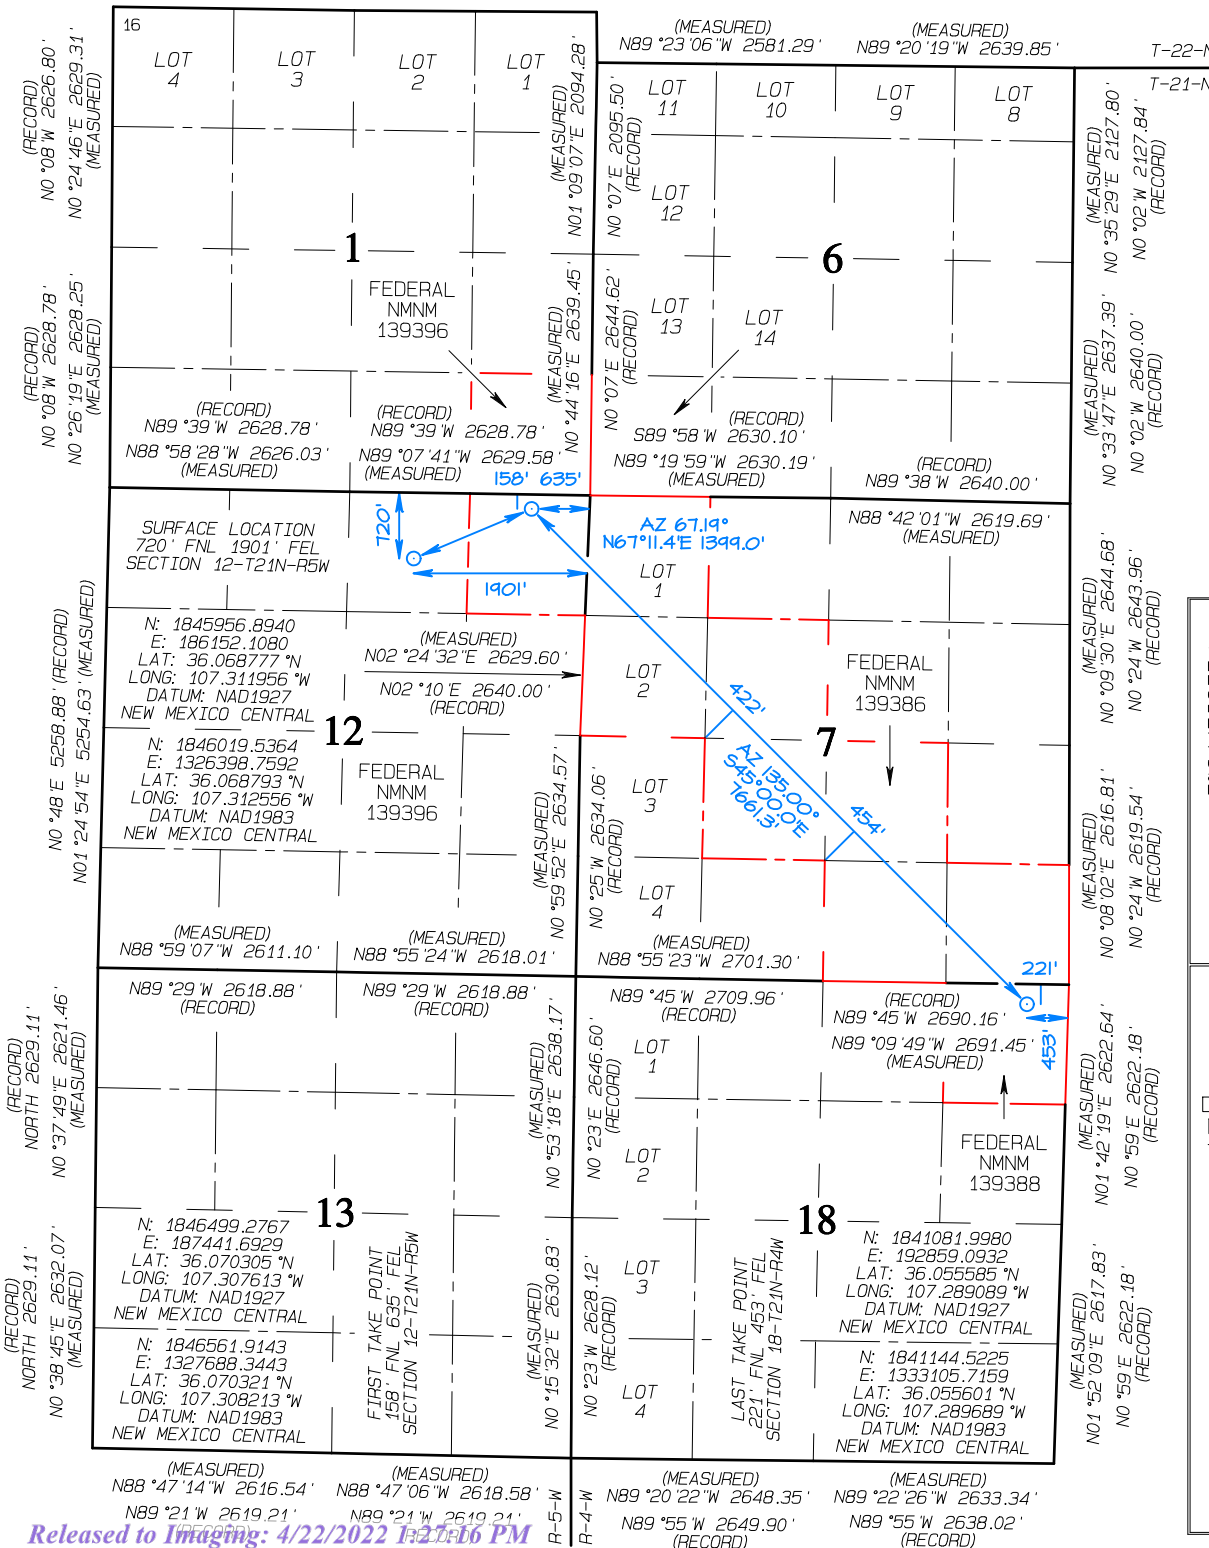 16
LOT
4
LOT
3
LOT
2
LOT
1
(MEASURED)
N89°23'06"W 2581.29'
(MEASURED)
N89°20'19"W 2639.85'
T-22-N
T-21-N
LOT
11
LOT
10
LOT
9
LOT
8
(RECORD)
N0°08'W 2626.80'
N0°24'46"E 2629.31'
(MEASURED)
(MEASURED)
N01°09'07"E 2094.28'
N0°07'E 2095.50'
(RECORD)
(MEASURED)
N0°35'29"E 2127.80'
N0°02'W 2127.84'
(RECORD)
LOT
12
1
6
FEDERAL
NMNM
139396
LOT
13
LOT
14
(RECORD)
N0°08'W 2628.78'
N0°26'19"E 2628.25'
(MEASURED)
(MEASURED)
N0°44'16"E 2639.45'
N0°07'E 2644.62'
(RECORD)
(MEASURED)
N0°33'47"E 2637.39'
N0°02'W 2640.00'
(RECORD)
(RECORD)
N89°39'W 2628.78'
N88°58'28"W 2626.03'
(MEASURED)
(RECORD)
N89°39'W 2628.78'
N89°07'41"W 2629.58'
(MEASURED)
(RECORD)
S89°58'W 2630.10'
N89°19'59"W 2630.19'
(MEASURED)
(RECORD)
N89°38'W 2640.00'
158' 635'
720'
1901'
AZ 67.19°
N67°11.4'E 1399.0'
N88°42'01"W 2619.69'
(MEASURED)
SURFACE LOCATION
720' FNL 1901' FEL
SECTION 12-T21N-R5W
N: 1845956.8940
E: 186152.1080
LAT: 36.068777°N
LONG: 107.311956°W
DATUM: NAD1927
NEW MEXICO CENTRAL
N: 1846019.5364
E: 1326398.7592
LAT: 36.068793°N
LONG: 107.312556°W
DATUM: NAD1983
NEW MEXICO CENTRAL
(MEASURED)
N02°24'32"E 2629.60'
N02°10'E 2640.00'
(RECORD)
12
FEDERAL
NMNM
139396
LOT
1
LOT
2
LOT
3
LOT
4
FEDERAL
NMNM
139386
7
422'
AZ 135.00°
S45°00.0'E
7661.3'
454'
N0°48'E 5258.88' (RECORD)
N01°24'54"E 5254.63' (MEASURED)
(MEASURED)
N0°59'52"E 2634.57'
N0°25'W 2634.06'
(RECORD)
(MEASURED)
N0°09'30"E 2644.68'
N0°24'W 2643.96'
(RECORD)
(MEASURED)
N0°08'02"E 2616.81'
N0°24'W 2619.54'
(RECORD)
(MEASURED)
N88°59'07"W 2611.10'
(MEASURED)
N88°55'24"W 2618.01'
(MEASURED)
N88°55'23"W 2701.30'
221'
453'
N89°29'W 2618.88'
(RECORD)
N89°29'W 2618.88'
(RECORD)
N89°45'W 2709.96'
(RECORD)
(RECORD)
N89°45'W 2690.16'
N89°09'49"W 2691.45'
(MEASURED)
(RECORD)
NORTH 2629.11'
N0°37'49"E 2621.46'
(MEASURED)
(MEASURED)
N0°53'18"E 2638.17'
N0°23'E 2646.60'
(RECORD)
(MEASURED)
N01°42'19"E 2622.64'
N0°59'E 2622.18'
(RECORD)
LOT
1
LOT
2
LOT
3
LOT
4
FEDERAL
NMNM
139388
13
18
N: 1846499.2767
E: 187441.6929
LAT: 36.070305°N
LONG: 107.307613°W
DATUM: NAD1927
NEW MEXICO CENTRAL
N: 1846561.9143
E: 1327688.3443
LAT: 36.070321°N
LONG: 107.308213°W
DATUM: NAD1983
NEW MEXICO CENTRAL
FIRST TAKE POINT
158' FNL 635' FEL
SECTION 12-T21N-R5W
LAST TAKE POINT
221' FNL 453' FEL
SECTION 18-T21N-R4W
N: 1841081.9980
E: 192859.0932
LAT: 36.055585°N
LONG: 107.289089°W
DATUM: NAD1927
NEW MEXICO CENTRAL
N: 1841144.5225
E: 1333105.7159
LAT: 36.055601°N
LONG: 107.289689°W
DATUM: NAD1983
NEW MEXICO CENTRAL
(RECORD)
NORTH 2629.11'
N0°38'45"E 2632.07'
(MEASURED)
(MEASURED)
N0°15'32"E 2630.83'
N0°23'W 2628.12'
(RECORD)
(MEASURED)
N01°52'09"E 2617.83'
N0°59'E 2622.18'
(RECORD)
(MEASURED)
N88°47'14"W 2616.54'
N89°21'W 2619.21'
(RECORD)
(MEASURED)
N88°47'06"W 2618.58'
N89°21'W 2619.21'
(RECORD)
R-5-W
R-4-W
(MEASURED)
N89°20'22"W 2648.35'
N89°55'W 2649.90'
(RECORD)
(MEASURED)
N89°22'26"W 2633.34'
N89°55'W 2638.02'
(RECORD)
Released to Imaging: 4/22/2022 1:27:16 PM